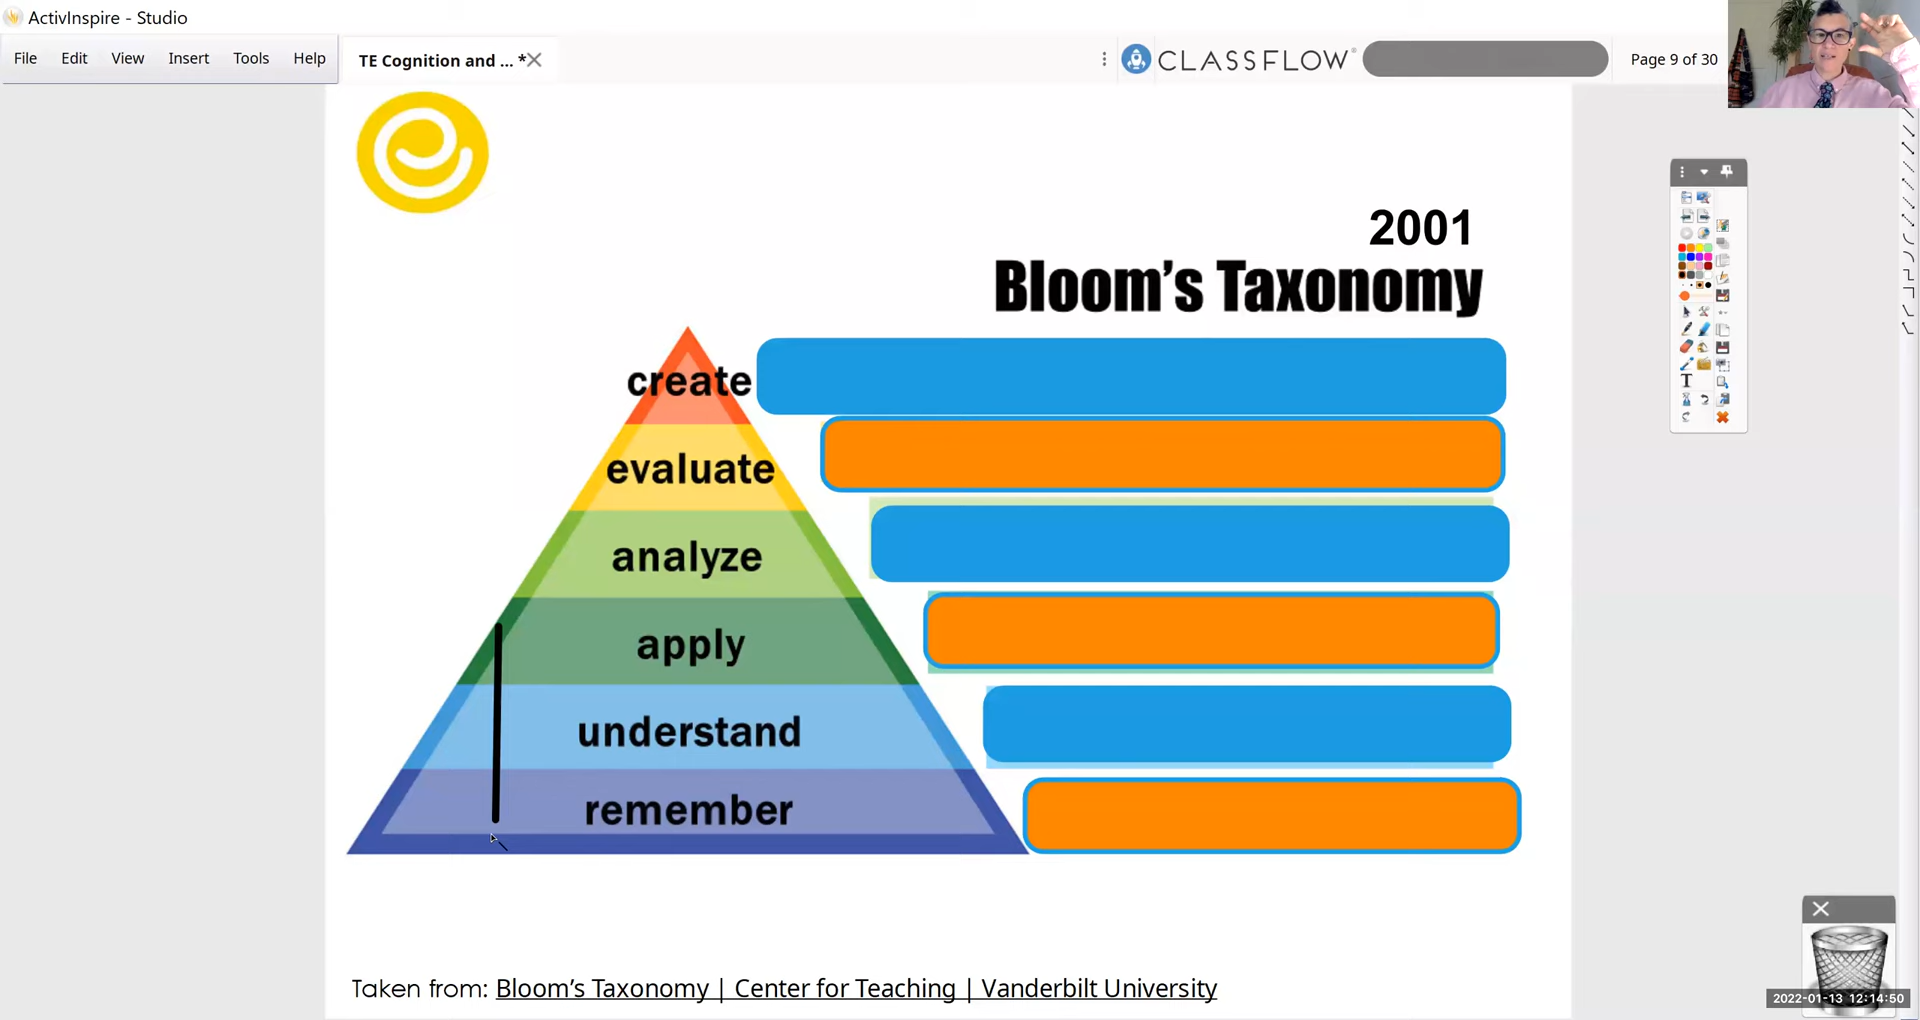 ActivInspire - Studio
File Edit View Insert Tools Help
TE Cognition and ... *
CLASSFLOW
Page 9 of 30
2001
Bloom's Taxonomy
create
evaluate
analyze
apply
understand
remember
Taken from: Bloom's Taxonomy | Center for Teaching | Vanderbilt University
2022-01-13 12:14:50